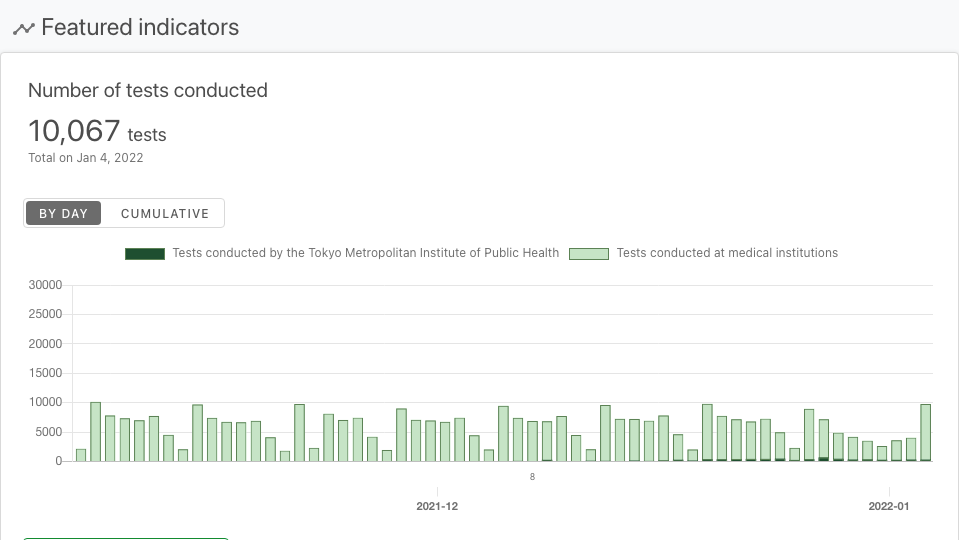 Featured indicators
Number of tests conducted
10,067 tests
Total on Jan 4, 2022
BY DAY CUMULATIVE
Tests conducted by the Tokyo Metropolitan Institute of Public Health Tests conducted at medical institutions
30000
25000
20000
15000
10000
5000
0
8
2021-12 2022-01